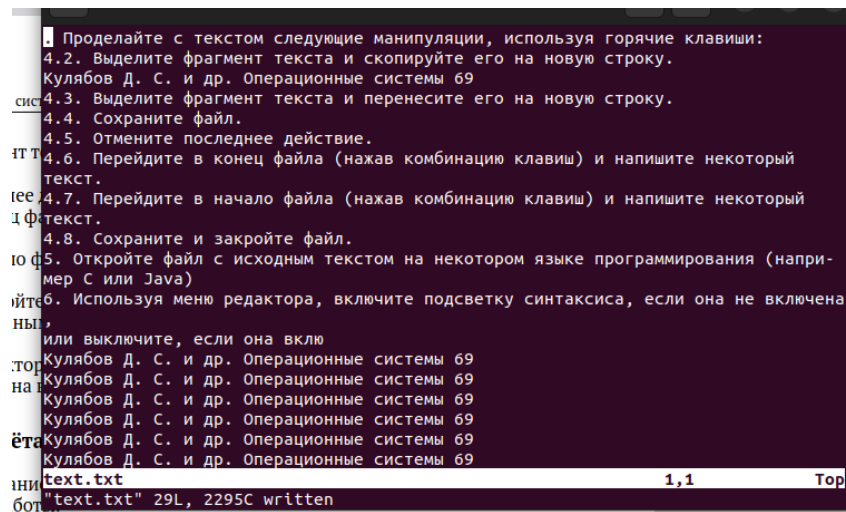 . Проделайте с текстом следующие манипуляции, используя горячие клавиши:
4.2. Выделите фрагмент текста и скопируйте его на новую строку.
Кулябов Д. С. и др. Операционные системы 69
4.3. Выделите фрагмент текста и перенесите его на новую строку.
4.4. Сохраните файл.
4.5. Отмените последнее действие.
4.6. Перейдите в конец файла (нажав комбинацию клавиш) и напишите некоторый
текст.
4.7. Перейдите в начало файла (нажав комбинацию клавиш) и напишите некоторый
текст.
4.8. Сохраните и закройте файл.
5. Откройте файл с исходным текстом на некотором языке программирования (напри-
мер C или Java)
6. Используя меню редактора, включите подсветку синтаксиса, если она не включена
,
или выключите, если она вклю
Кулябов Д. С. и др. Операционные системы 69
Кулябов Д. С. и др. Операционные системы 69
Кулябов Д. С. и др. Операционные системы 69
Кулябов Д. С. и др. Операционные системы 69
Кулябов Д. С. и др. Операционные системы 69
Кулябов Д. С. и др. Операционные системы 69
text.txt 1,1 Top
"text.txt" 29L, 2295C written